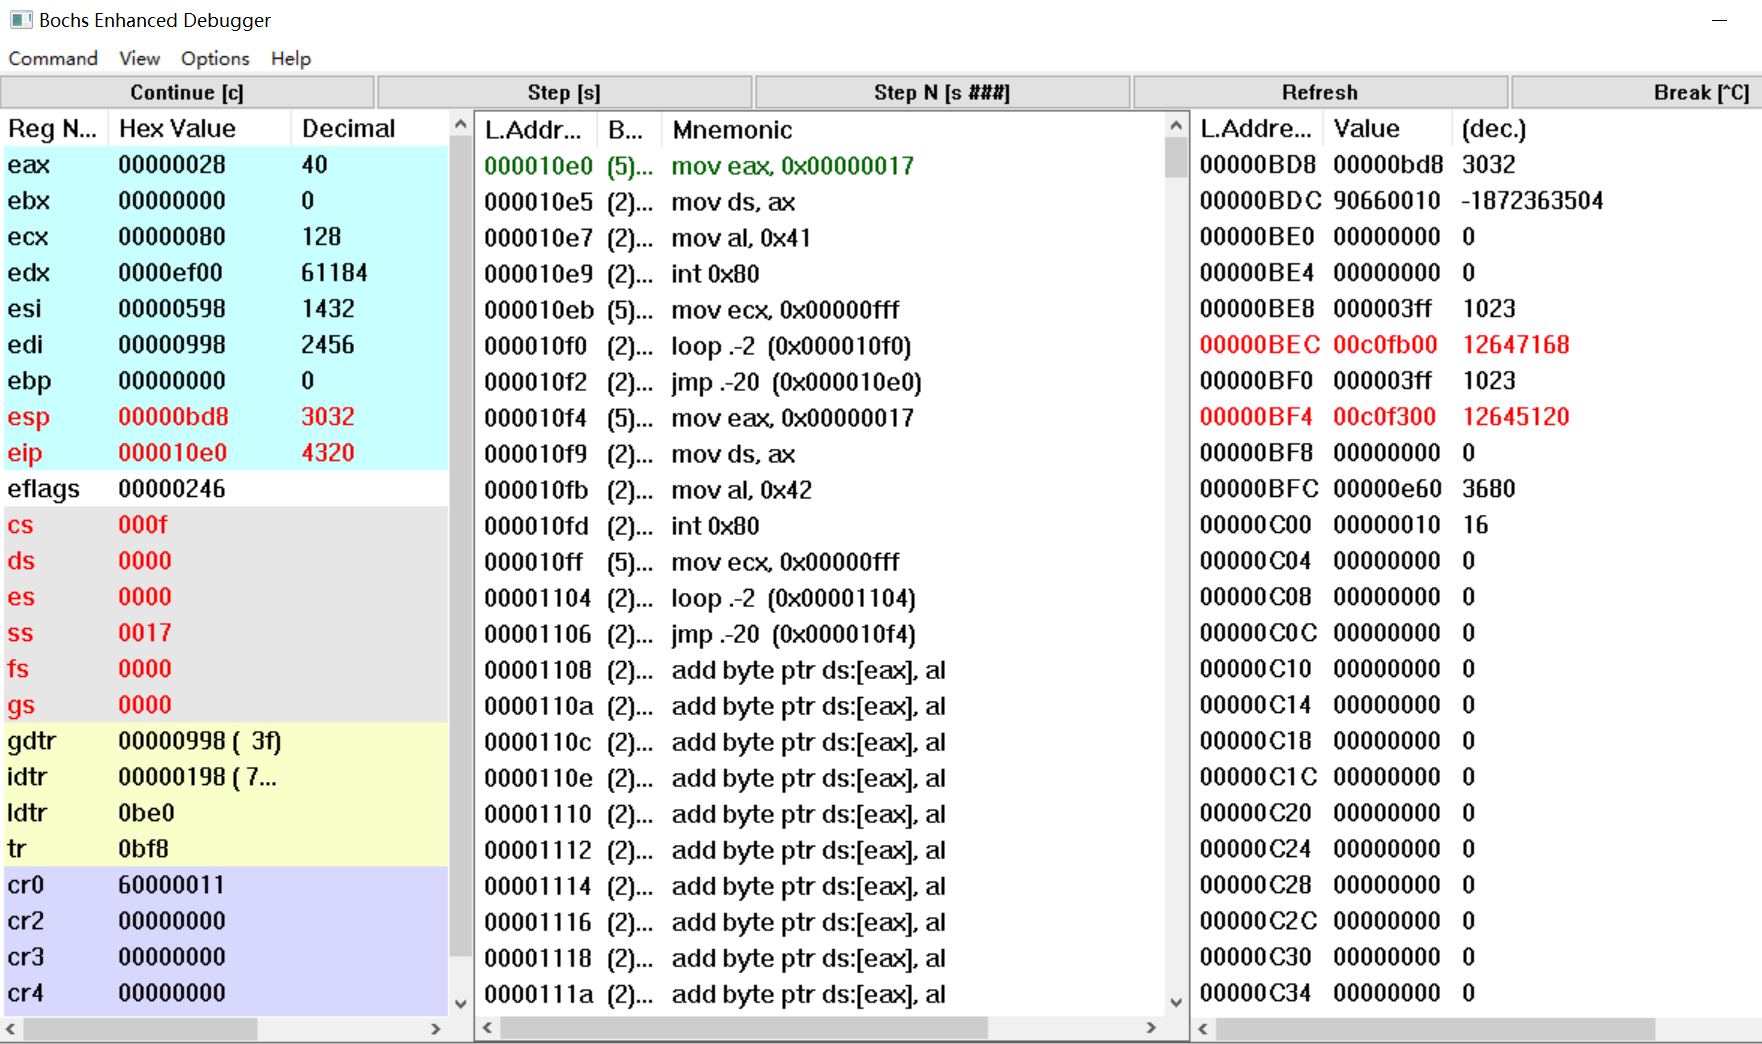 Bochs Enhanced Debugger
Command View Options Help
Continue [c] Step [s] Step N [s ###] Refresh Break [^C]
Reg N... Hex Value Decimal
eax 00000028 40
ebx 00000000 0
ecx 00000080 128
edx 0000ef00 61184
esi 00000598 1432
edi 00000998 2456
ebp 00000000 0
esp 00000bd8 3032
eip 000010e0 4320
eflags 00000246
cs 000f
ds 0000
es 0000
ss 0017
fs 0000
gs 0000
gdtr 00000998 ( 3f)
idtr 00000198 ( 7...
ldtr 0be0
tr 0bf8
cr0 60000011
cr2 00000000
cr3 00000000
cr4 00000000
L.Addr... B... Mnemonic
000010e0 (5)... mov eax, 0x00000017
000010e5 (2)... mov ds, ax
000010e7 (2)... mov al, 0x41
000010e9 (2)... int 0x80
000010eb (5)... mov ecx, 0x00000fff
000010f0 (2)... loop .-2 (0x000010f0)
000010f2 (2)... jmp .-20 (0x000010e0)
000010f4 (5)... mov eax, 0x00000017
000010f9 (2)... mov ds, ax
000010fb (2)... mov al, 0x42
000010fd (2)... int 0x80
000010ff (5)... mov ecx, 0x00000fff
00001104 (2)... loop .-2 (0x00001104)
00001106 (2)... jmp .-20 (0x000010f4)
00001108 (2)... add byte ptr ds:[eax], al
0000110a (2)... add byte ptr ds:[eax], al
0000110c (2)... add byte ptr ds:[eax], al
0000110e (2)... add byte ptr ds:[eax], al
00001110 (2)... add byte ptr ds:[eax], al
00001112 (2)... add byte ptr ds:[eax], al
00001114 (2)... add byte ptr ds:[eax], al
00001116 (2)... add byte ptr ds:[eax], al
00001118 (2)... add byte ptr ds:[eax], al
0000111a (2)... add byte ptr ds:[eax], al
L.Addre... Value (dec.)
00000BD8 00000bd8 3032
00000BDC 90660010 -1872363504
00000BE0 00000000 0
00000BE4 00000000 0
00000BE8 000003ff 1023
00000BEC 00c0fb00 12647168
00000BF0 000003ff 1023
00000BF4 00c0f300 12645120
00000BF8 00000000 0
00000BFC 00000e60 3680
00000C00 00000010 16
00000C04 00000000 0
00000C08 00000000 0
00000C0C 00000000 0
00000C10 00000000 0
00000C14 00000000 0
00000C18 00000000 0
00000C1C 00000000 0
00000C20 00000000 0
00000C24 00000000 0
00000C28 00000000 0
00000C2C 00000000 0
00000C30 00000000 0
00000C34 00000000 0